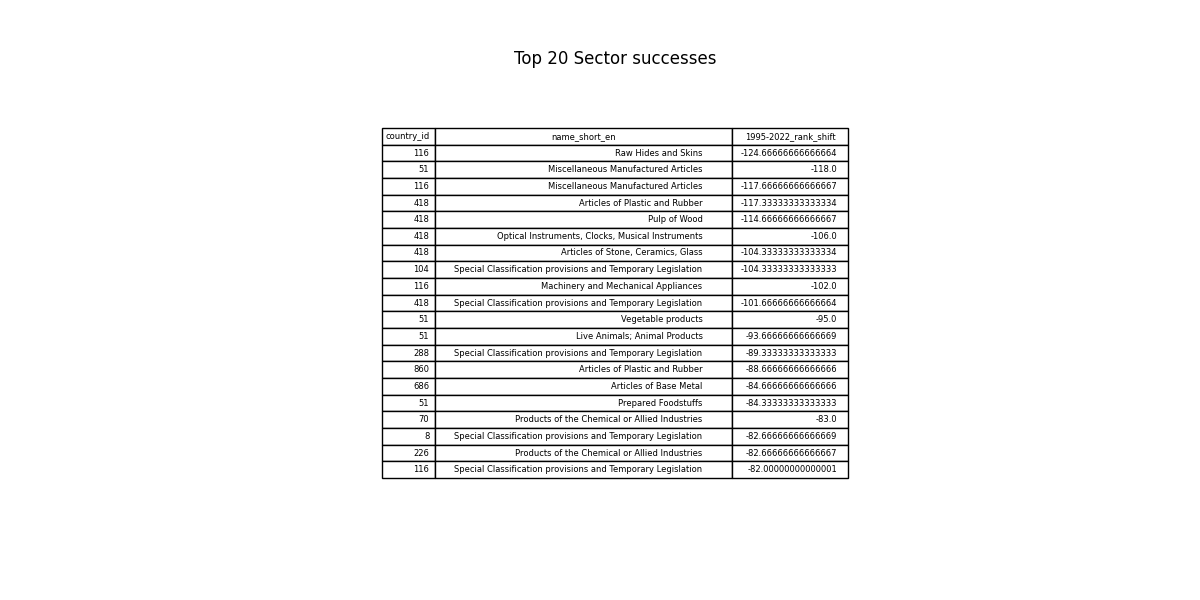 Top 20 Sector successes
country_id name_short_en 1995-2022_rank_shift
116 Raw Hides and Skins -124.66666666666664
51 Miscellaneous Manufactured Articles -118.0
116 Miscellaneous Manufactured Articles -117.66666666666667
418 Articles of Plastic and Rubber -117.33333333333334
418 Pulp of Wood -114.66666666666667
418 Optical Instruments, Clocks, Musical Instruments -106.0
418 Articles of Stone, Ceramics, Glass -104.33333333333334
104 Special Classification provisions and Temporary Legislation -104.33333333333333
116 Machinery and Mechanical Appliances -102.0
418 Special Classification provisions and Temporary Legislation -101.66666666666664
51 Vegetable products -95.0
51 Live Animals; Animal Products -93.66666666666669
288 Special Classification provisions and Temporary Legislation -89.33333333333333
860 Articles of Plastic and Rubber -88.66666666666666
686 Articles of Base Metal -84.66666666666666
51 Prepared Foodstuffs -84.33333333333333
70 Products of the Chemical or Allied Industries -83.0
8 Special Classification provisions and Temporary Legislation -82.66666666666669
226 Products of the Chemical or Allied Industries -82.66666666666667
116 Special Classification provisions and Temporary Legislation -82.00000000000001